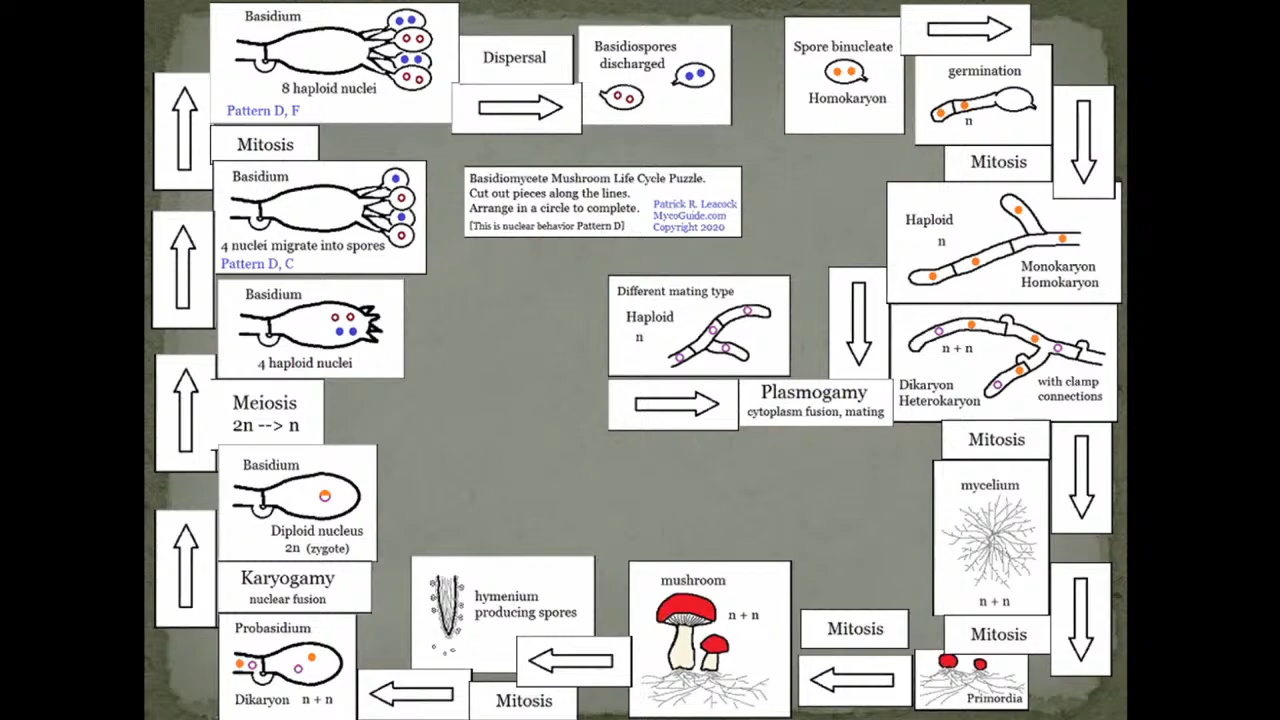 Basidium
8 haploid nuclei
Pattern D, F
Mitosis
Dispersal
Basidiospores
discharged
Spore binucleate
Homokaryon
germination
n
Mitosis
Basidium
4 nuclei migrate into spores
Pattern D, C
Basidiomycete Mushroom Life Cycle Puzzle.
Cut out pieces along the lines.
Arrange in a circle to complete.
[This is nuclear behavior Pattern D]
Patrick R. Leacock
MycoGuide.com
Copyright 2020
Haploid
n
Monokaryon
Homokaryon
Basidium
4 haploid nuclei
Different mating type
Haploid
n
n + n
Dikaryon
Heterokaryon
with clamp
connections
Plasmogamy
cytoplasm fusion, mating
Meiosis
2n --> n
Mitosis
Basidium
Diploid nucleus
2n (zygote)
mycelium
n + n
Karyogamy
nuclear fusion
hymenium
producing spores
mushroom
n + n
Mitosis
Mitosis
Probasidium
Dikaryon n + n
Mitosis
Primordia